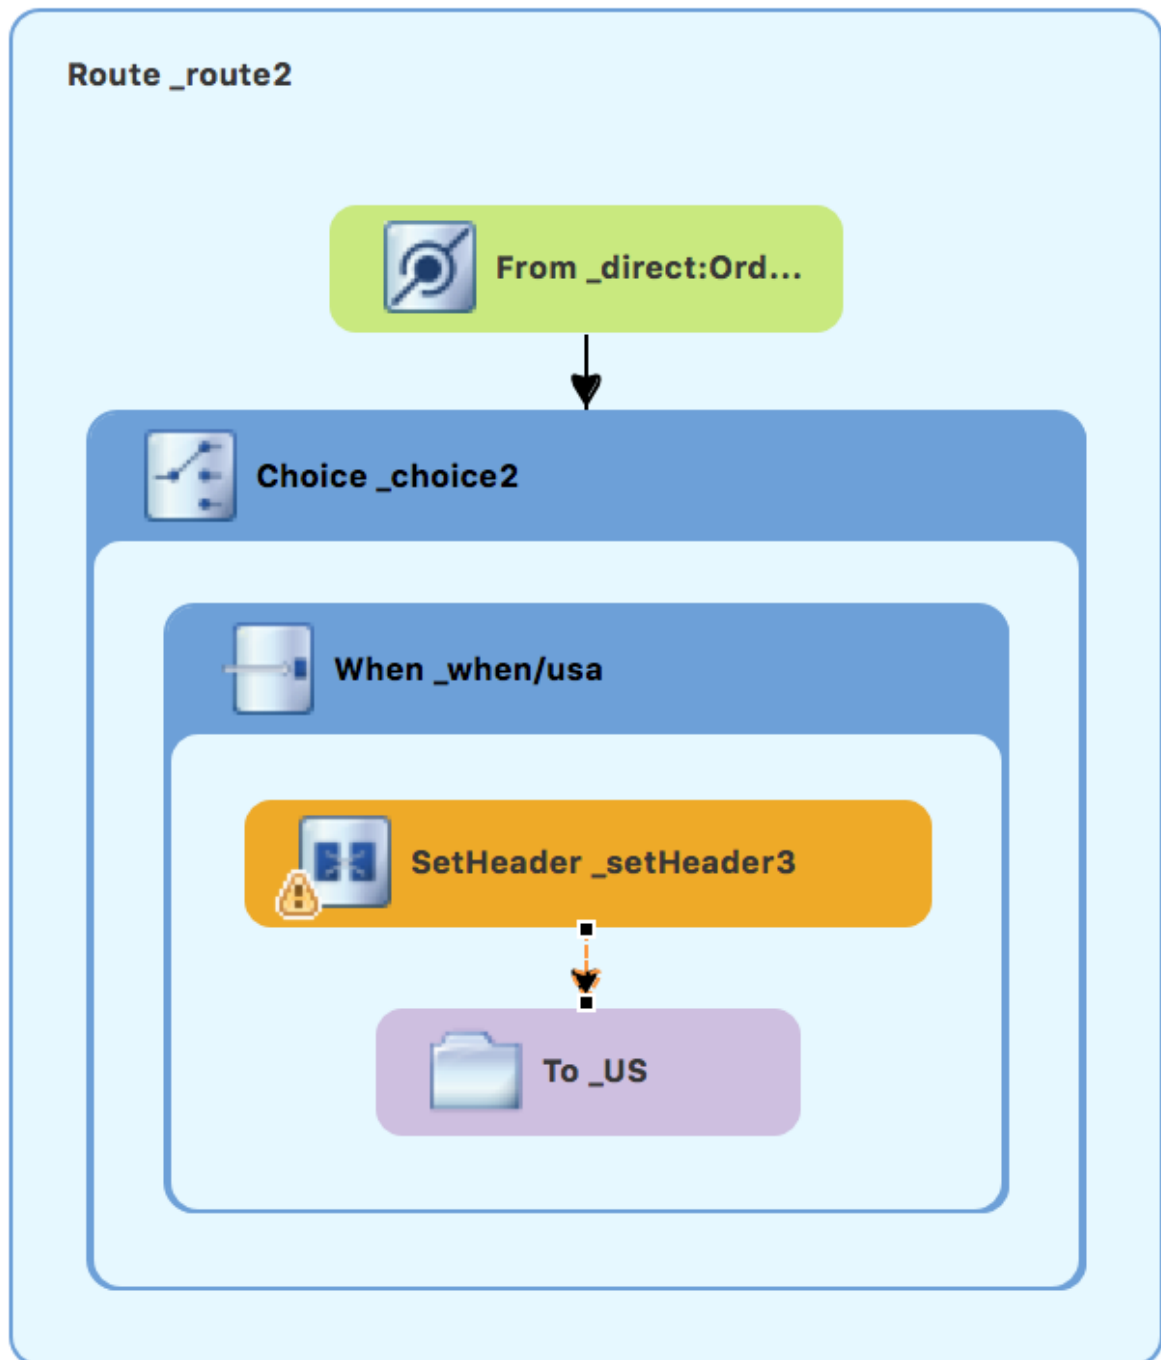 Route _route2
From _direct:Ord...
Choice _choice2
When _when/usa
SetHeader _setHeader3
To _US